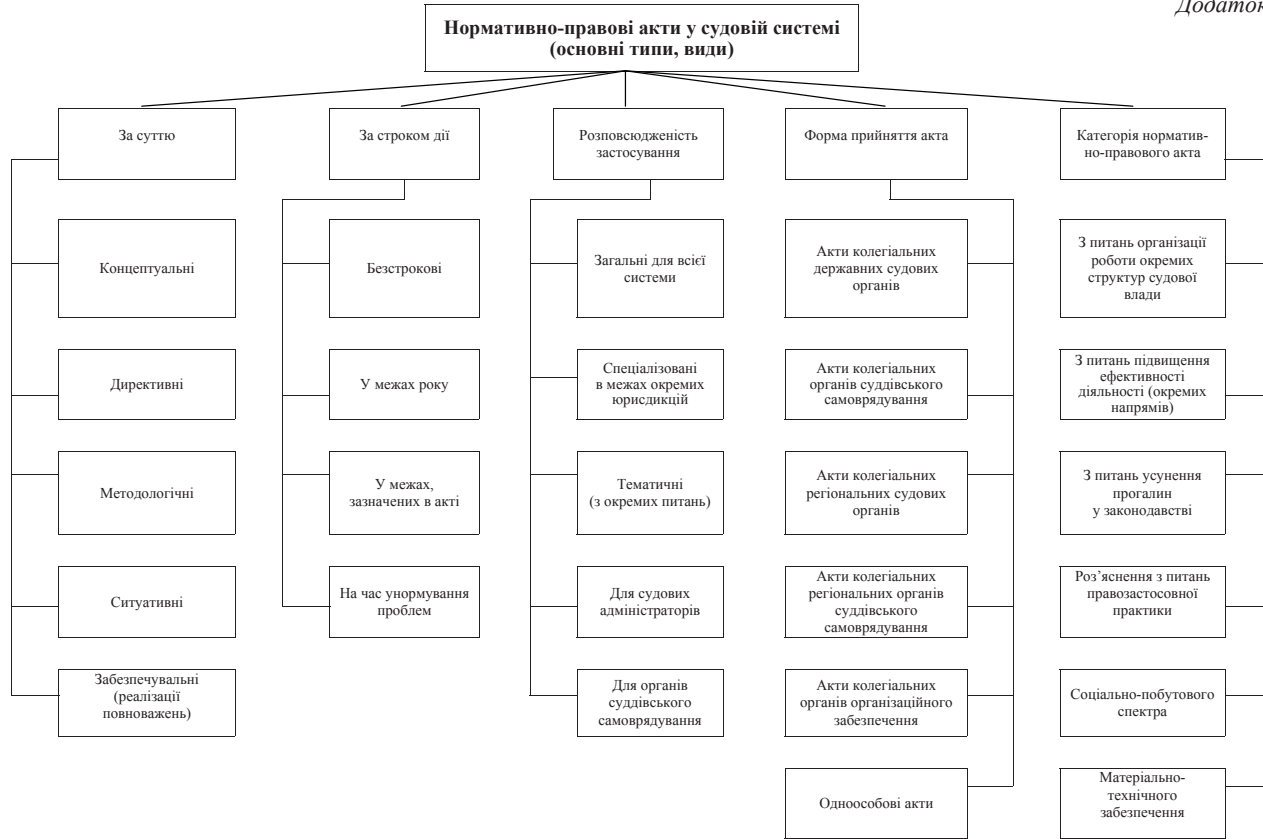 Додаток
Нормативно-правові акти у судовій системі
(основні типи, види)
За суттю
За строком дії
Розповсюдженість
застосування
Форма прийняття акта
Категорія норматив-
но-правового акта
Концептуальні
Директивні
Методологічні
Ситуативні
Забезпечувальні
(реалізації
повноважень)
Безстрокові
У межах року
У межах,
зазначених в акті
На час унормування
проблем
Загальні для всієї
системи
Спеціалізовані
в межах окремих
юрисдикцій
Тематичні
(з окремих питань)
Для судових
адміністраторів
Для органів
суддівського
самоврядування
Акти колегіальних
державних судових
органів
Акти колегіальних
органів суддівського
самоврядування
Акти колегіальних
регіональних судових
органів
Акти колегіальних
регіональних органів
суддівського
самоврядування
Акти колегіальних
органів організаційного
забезпечення
Одноособові акти
З питань організації
роботи окремих
структур судової
влади
З питань підвищення
ефективності
діяльності (окремих
напрямів)
З питань усунення
прогалин
у законодавстві
Роз’яснення з питань
правозастосовної
практики
Соціально-побутового
спектра
Матеріально-
технічного
забезпечення